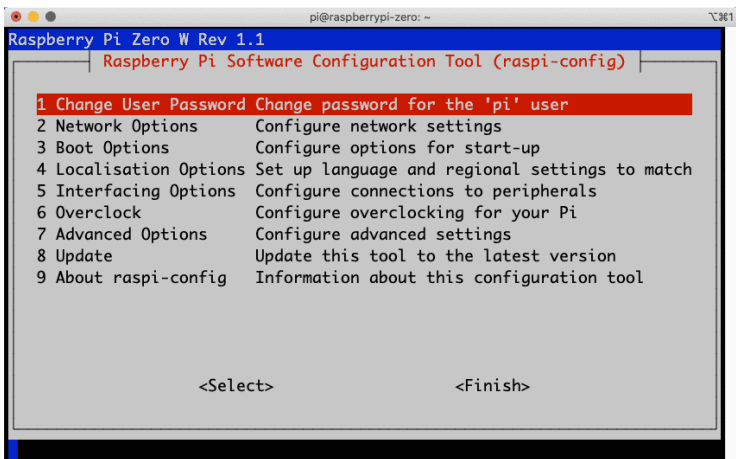 pi@raspberrypi-zero: ~ ⌥⌘1
Raspberry Pi Zero W Rev 1.1
Raspberry Pi Software Configuration Tool (raspi-config)
1 Change User Password Change password for the 'pi' user
2 Network Options Configure network settings
3 Boot Options Configure options for start-up
4 Localisation Options Set up language and regional settings to match
5 Interfacing Options Configure connections to peripherals
6 Overclock Configure overclocking for your Pi
7 Advanced Options Configure advanced settings
8 Update Update this tool to the latest version
9 About raspi-config Information about this configuration tool
<Select> <Finish>